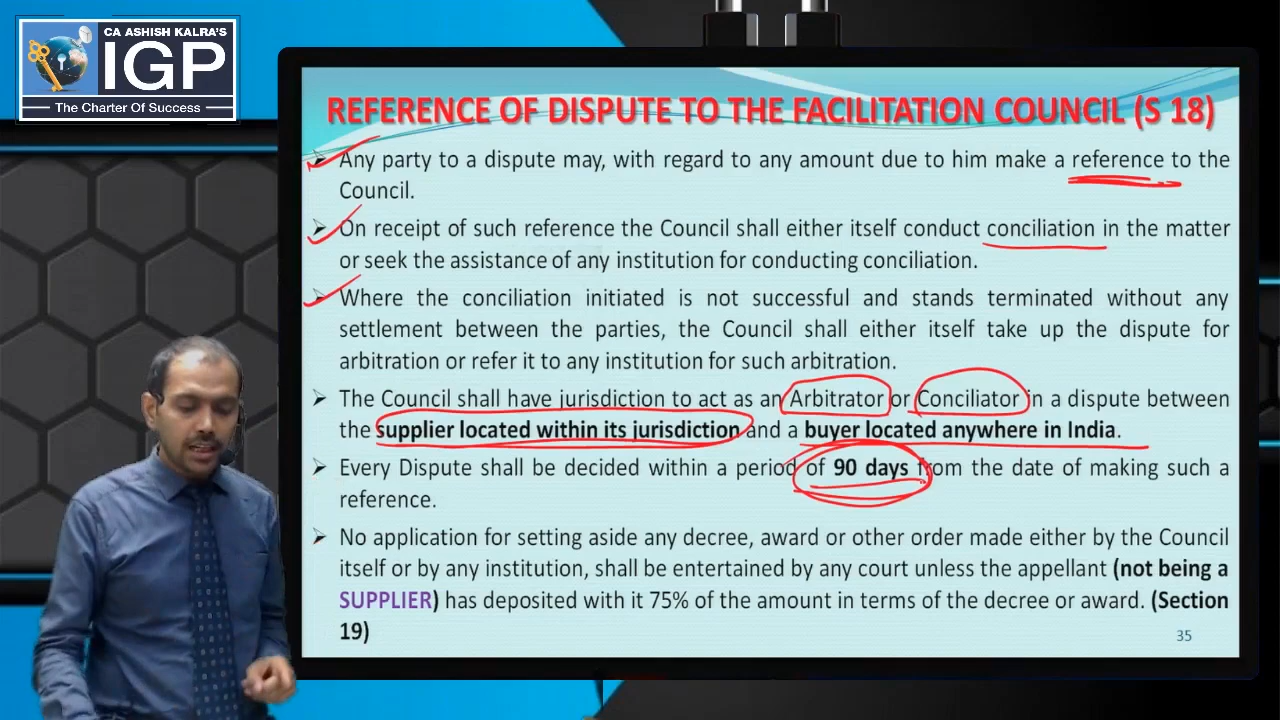 CA ASHISH KALRA'S
IGP
The Charter Of Success
REFERENCE OF DISPUTE TO THE FACILITATION COUNCIL (S 18)
➢ Any party to a dispute may, with regard to any amount due to him make a reference to the
Council.
➢ On receipt of such reference the Council shall either itself conduct conciliation in the matter
or seek the assistance of any institution for conducting conciliation.
➢ Where the conciliation initiated is not successful and stands terminated without any
settlement between the parties, the Council shall either itself take up the dispute for
arbitration or refer it to any institution for such arbitration.
➢ The Council shall have jurisdiction to act as an Arbitrator or Conciliator in a dispute between
the supplier located within its jurisdiction and a buyer located anywhere in India.
➢ Every Dispute shall be decided within a period of 90 days from the date of making such a
reference.
➢ No application for setting aside any decree, award or other order made either by the Council
itself or by any institution, shall be entertained by any court unless the appellant (not being a
SUPPLIER) has deposited with it 75% of the amount in terms of the decree or award. (Section
19)
35